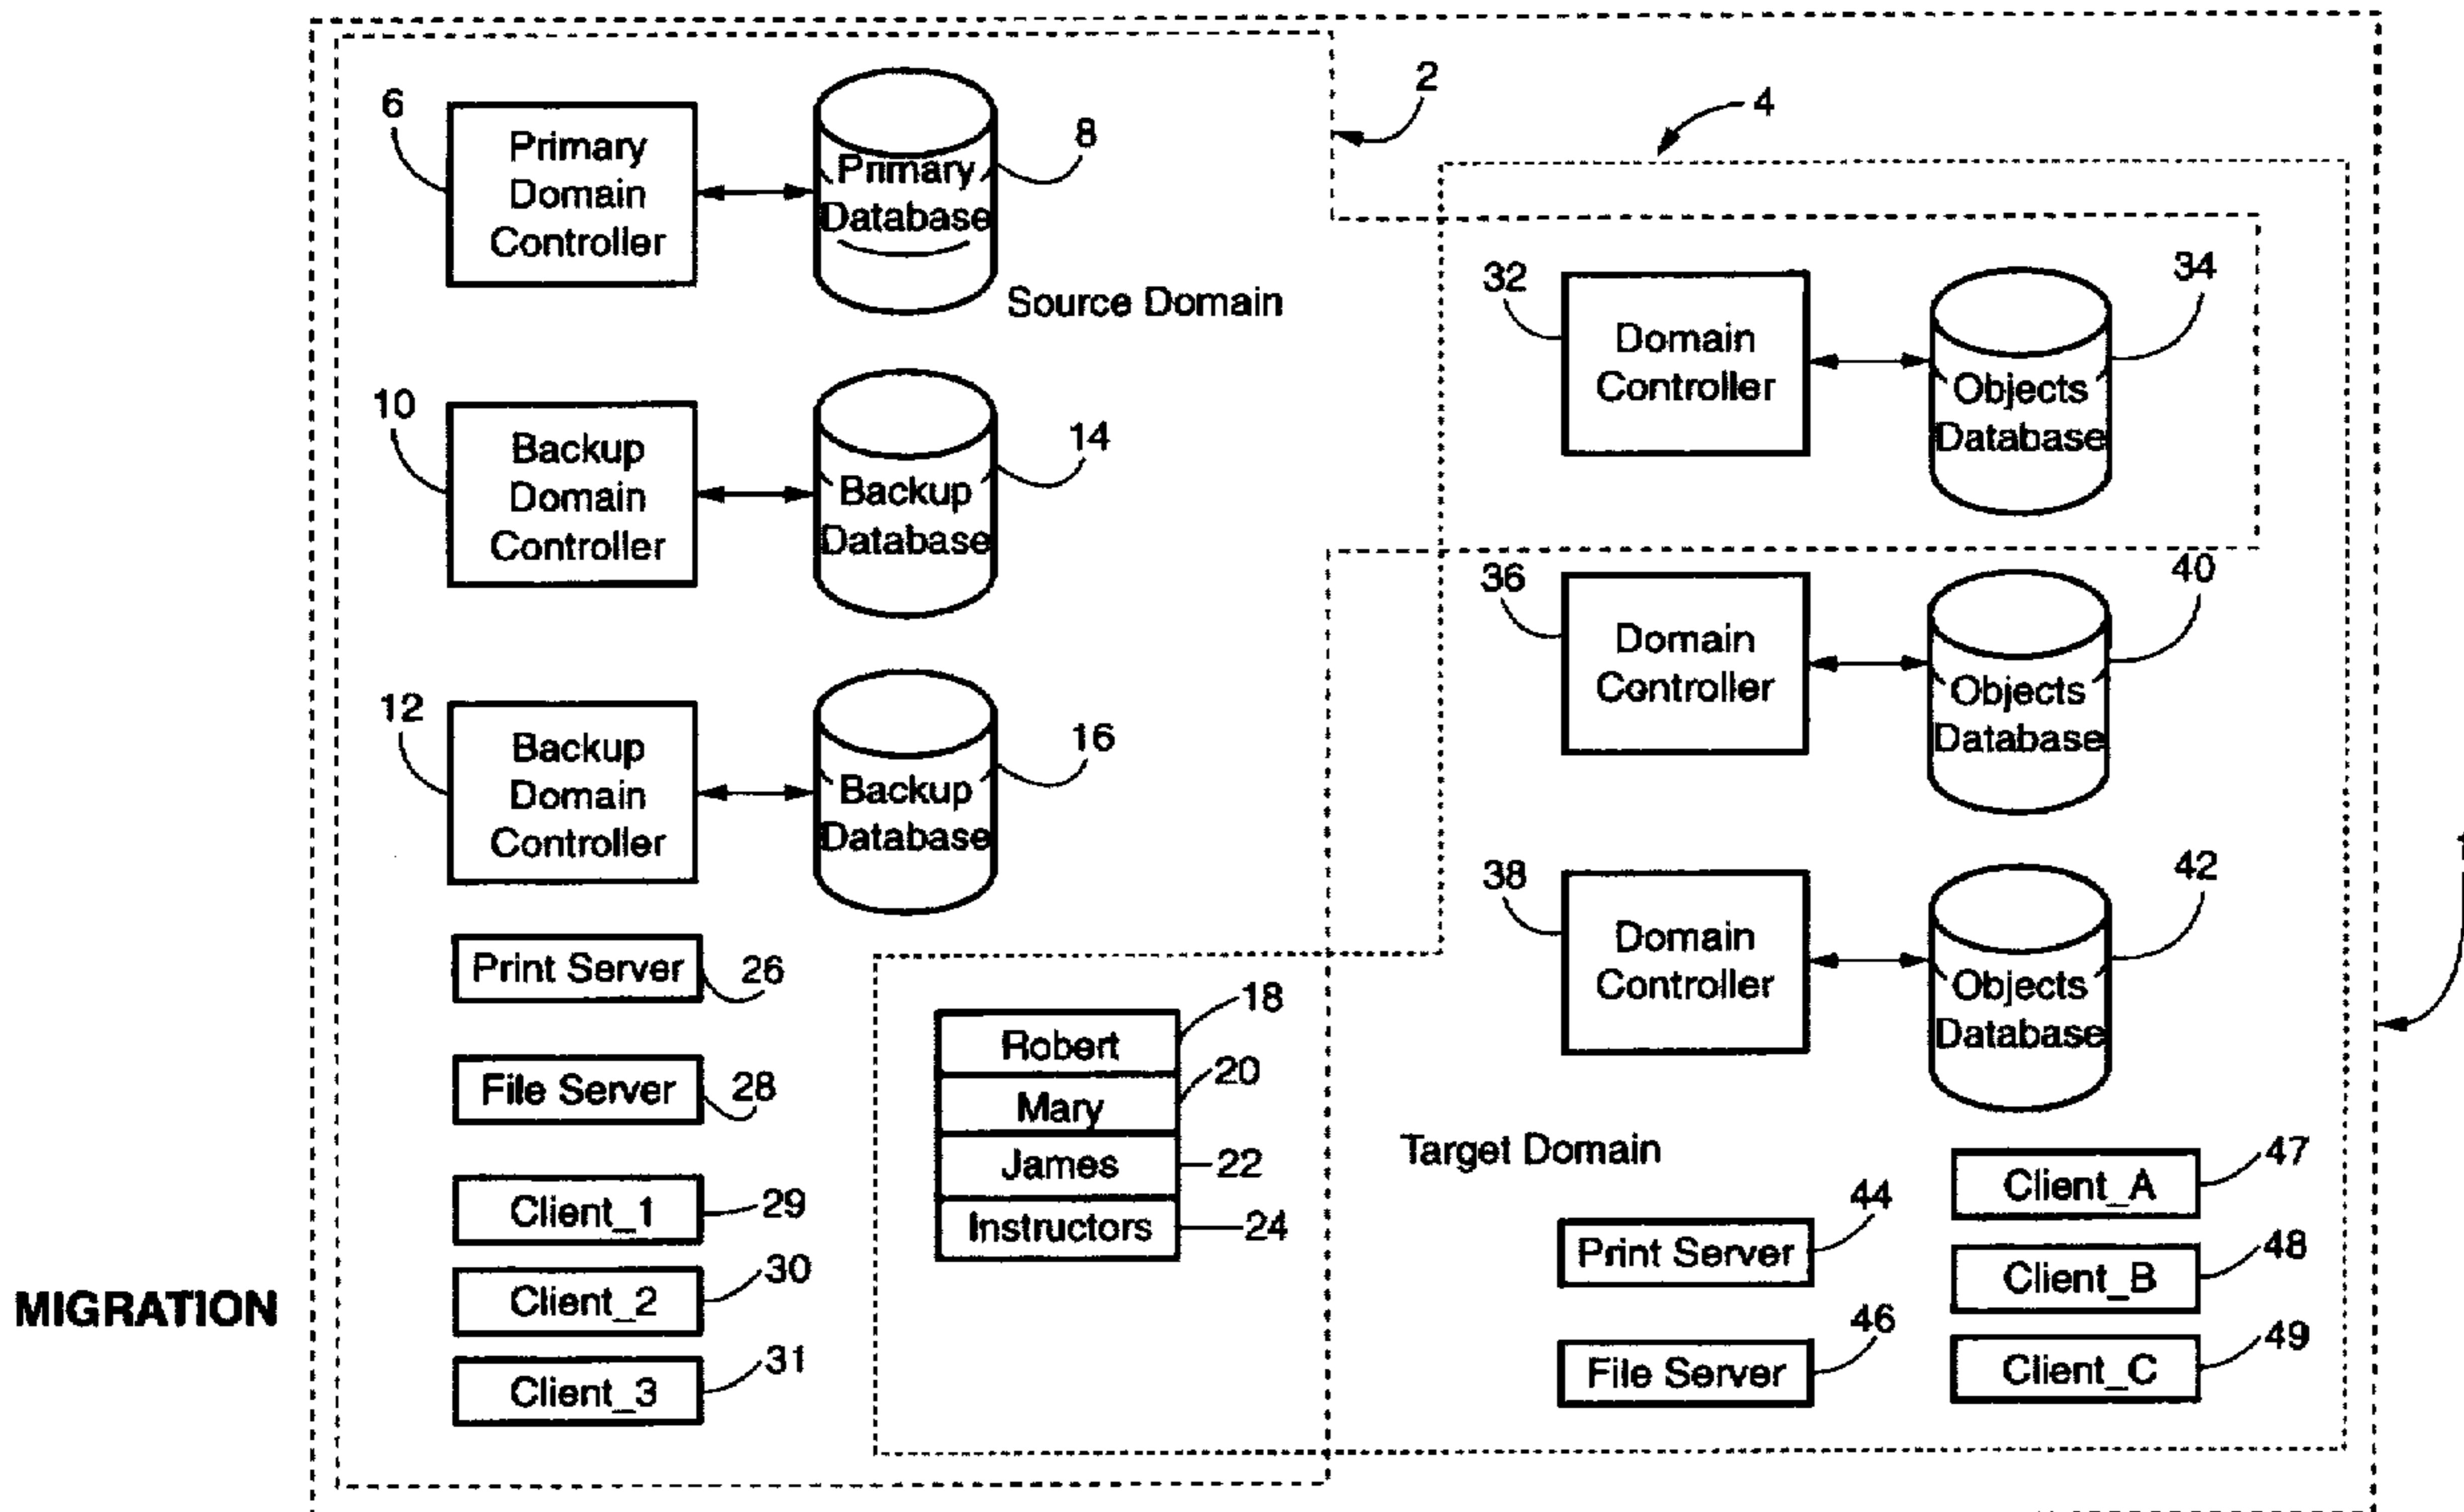 2
4
6
Primary
Domain
Controller
Primary
Database
8
Source Domain
32
Domain
Controller
Objects
Database
34
10
Backup
Domain
Controller
Backup
Database
14
36
Domain
Controller
Objects
Database
40
12
Backup
Domain
Controller
Backup
Database
16
38
Domain
Controller
Objects
Database
42
Print Server
26
File Server
28
Client_1
29
Client_2
30
Client_3
31
Robert
18
Mary
20
James
22
Instructors
24
Target Domain
Print Server
44
File Server
46
Client_A
47
Client_B
48
Client_C
49
MIGRATION